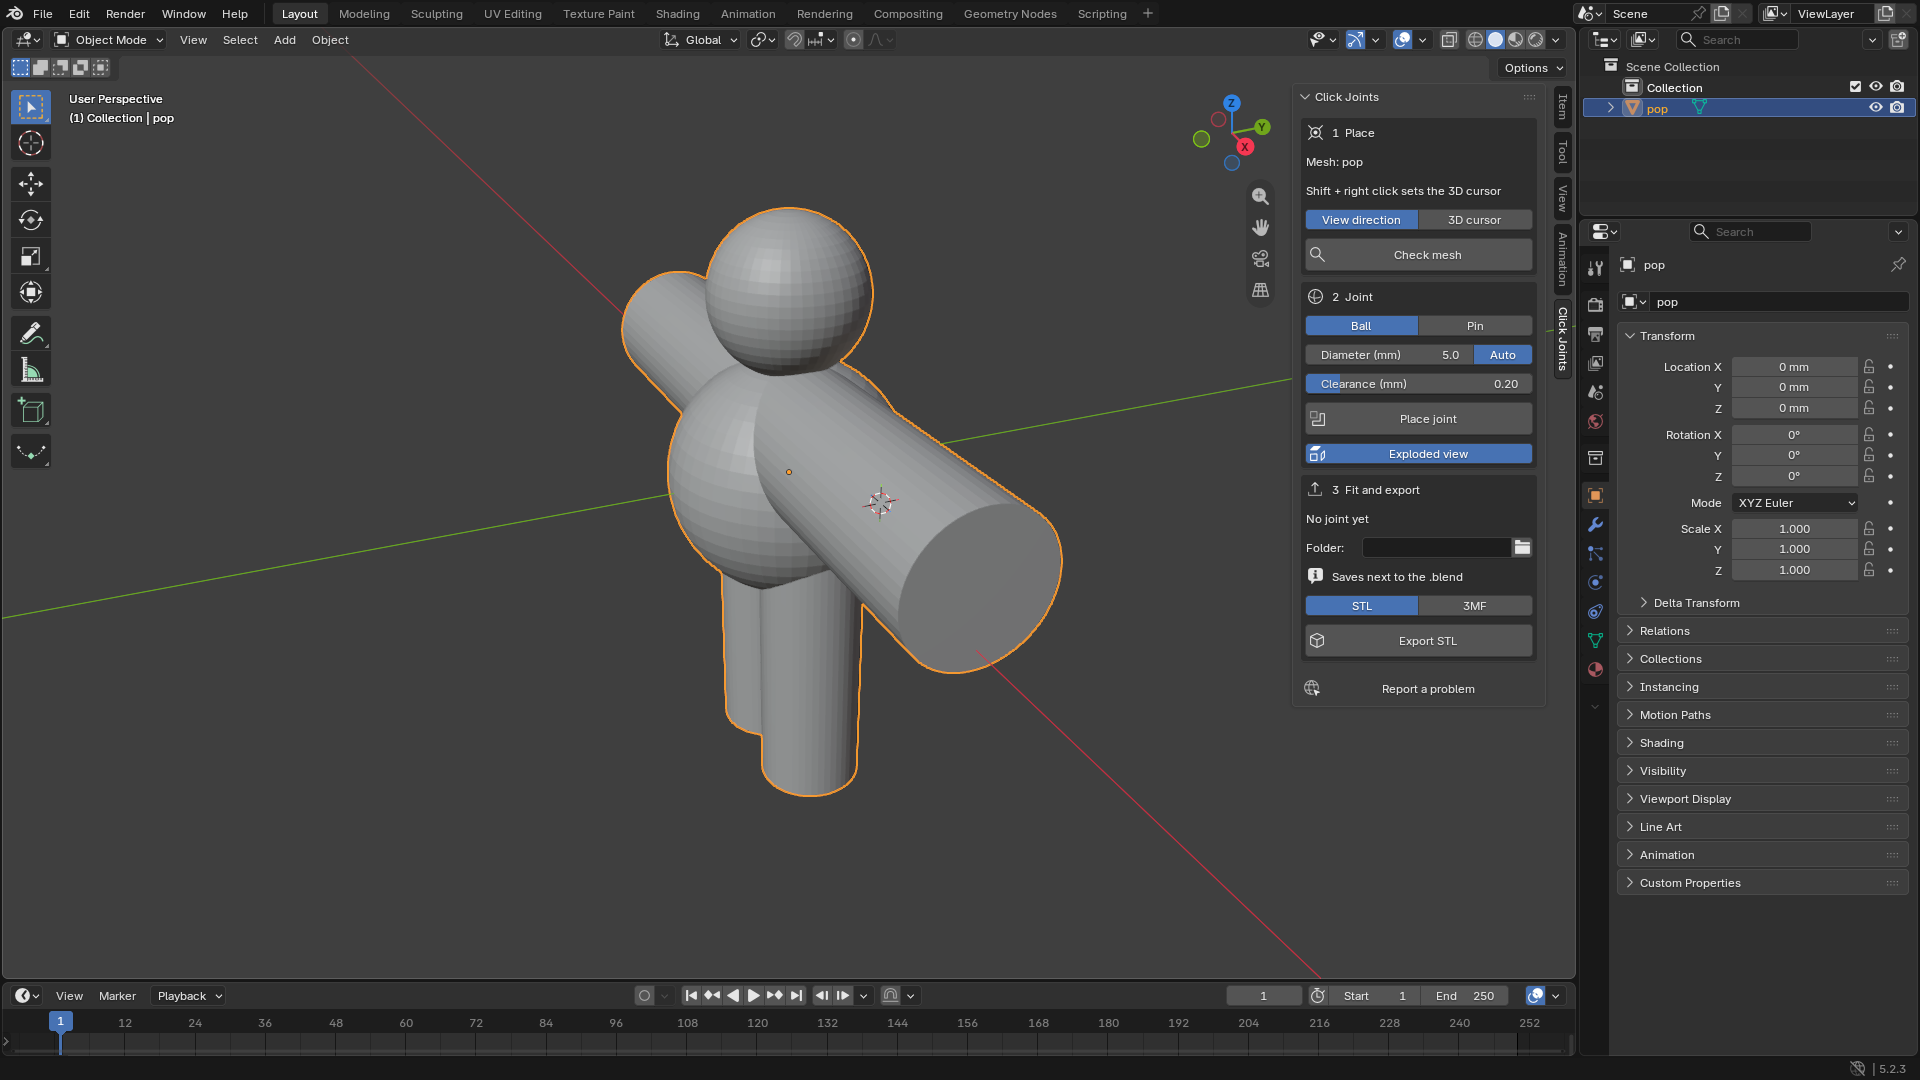 File Edit Render Window Help Layout Modeling Sculpting UV Editing Texture Paint Shading Animation Rendering Compositing Geometry Nodes Scripting + Scene ViewLayer
Object Mode View Select Add Object Global Search
Options
User Perspective
(1) Collection | pop
Z
Y
X
Click Joints
1 Place
Mesh: pop
Shift + right click sets the 3D cursor
View direction 3D cursor
Check mesh
2 Joint
Ball Pin
Diameter (mm) 5.0 Auto
Clearance (mm) 0.20
Place joint
Exploded view
3 Fit and export
No joint yet
Folder:
Saves next to the .blend
STL 3MF
Export STL
Report a problem
Item
Tool
View
Animation
Click Joints
Scene Collection
Collection
pop
Search
pop
pop
Transform
Location X 0 mm
Y 0 mm
Z 0 mm
Rotation X 0°
Y 0°
Z 0°
Mode XYZ Euler
Scale X 1.000
Y 1.000
Z 1.000
Delta Transform
Relations
Collections
Instancing
Motion Paths
Shading
Visibility
Viewport Display
Line Art
Animation
Custom Properties
View Marker Playback 1 Start 1 End 250
1 12 24 36 48 60 72 84 96 108 120 132 144 156 168 180 192 204 216 228 240 252
5.2.3